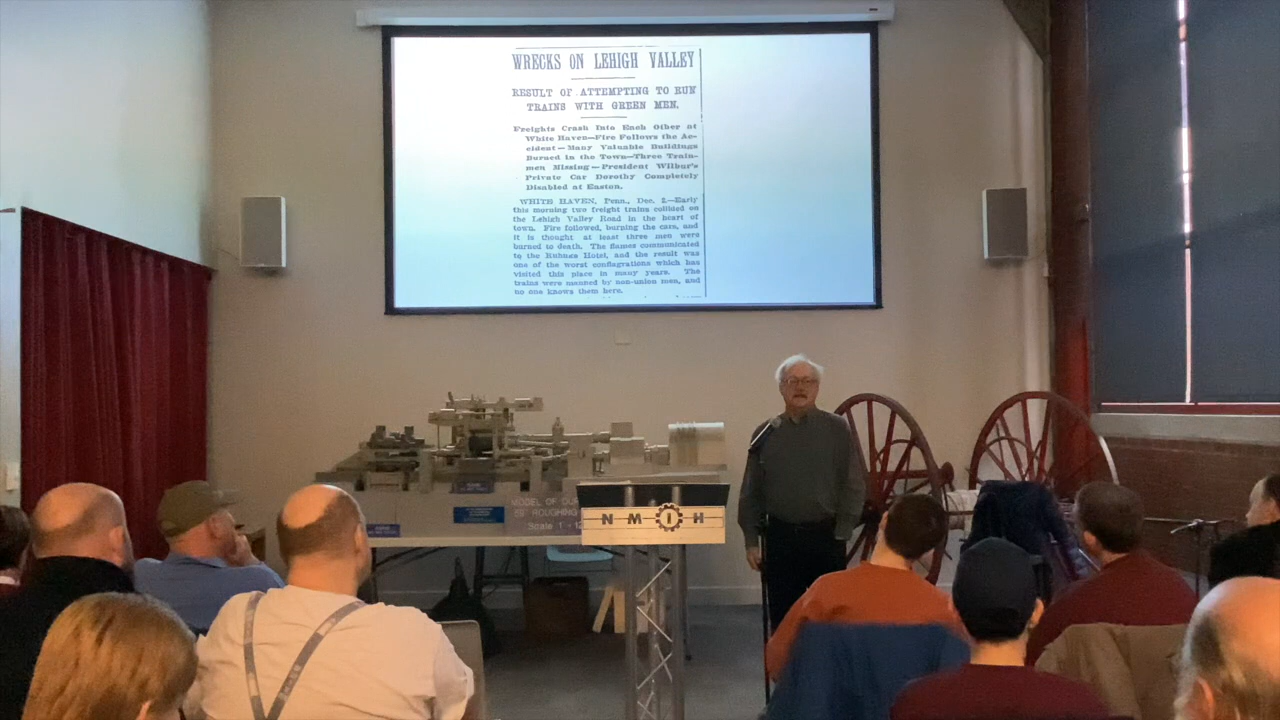 WRECKS ON LEHIGH VALLEY
RESULT OF ATTEMPTING TO RUN
TRAINS WITH GREEN MEN.
Freights Crash Into Each Other at
White Haven—Fire Follows the Ac-
cident—Many Valuable Buildings
Burned in the Town—Three Train-
men Missing—President Wilbur's
Private Car Dorothy Completely
Disabled at Easton.
WHITE HAVEN, Penn., Dec. 2.—Early
this morning two freight trains collided on
the Lehigh Valley Road in the heart of
town. Fire followed, burning the cars, and
it is thought at least three men were
burned to death. The flames communicated
to the Hotel, and the result was
one of the worst conflagrations which has
visited this place in many years. The
trains were manned by non-union men, and
no one knows them here.
MODEL OF OUR
ROUGHING
Scale 1
NMIH